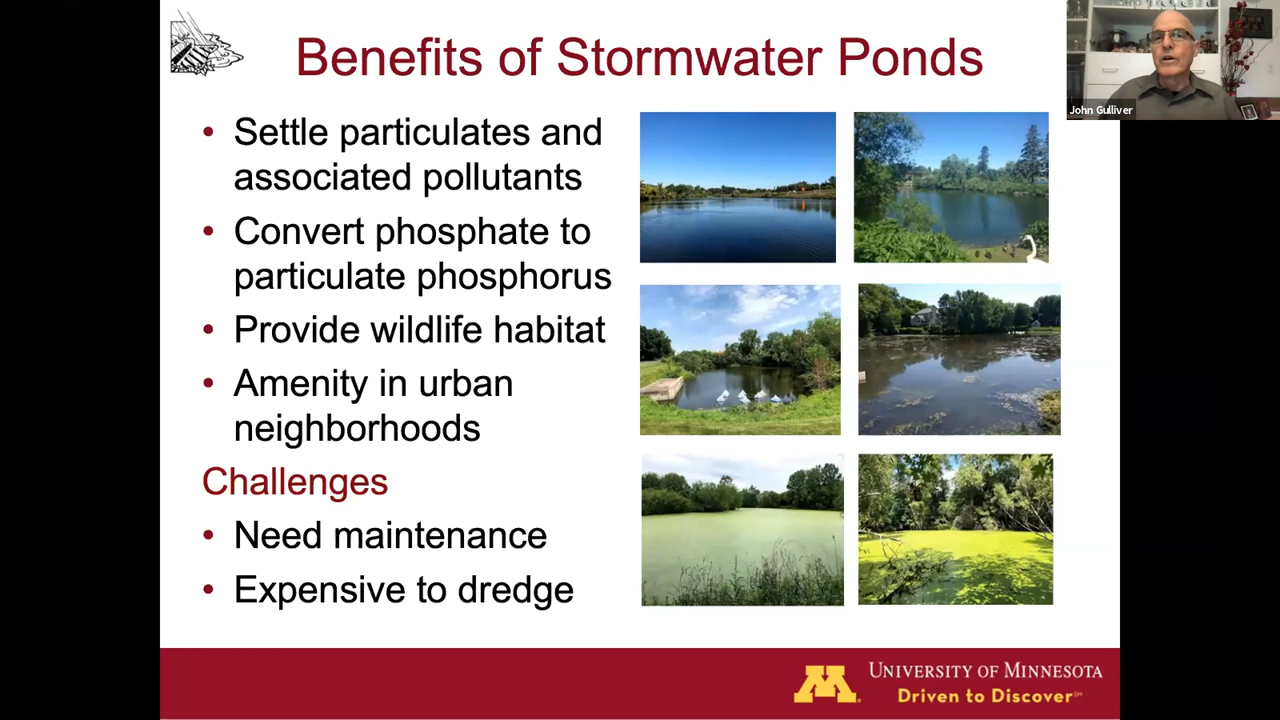 Benefits of Stormwater Ponds
John Gulliver
• Settle particulates and
associated pollutants
• Convert phosphate to
particulate phosphorus
• Provide wildlife habitat
• Amenity in urban
neighborhoods
Challenges
• Need maintenance
• Expensive to dredge
M
UNIVERSITY OF MINNESOTA
Driven to Discover℠